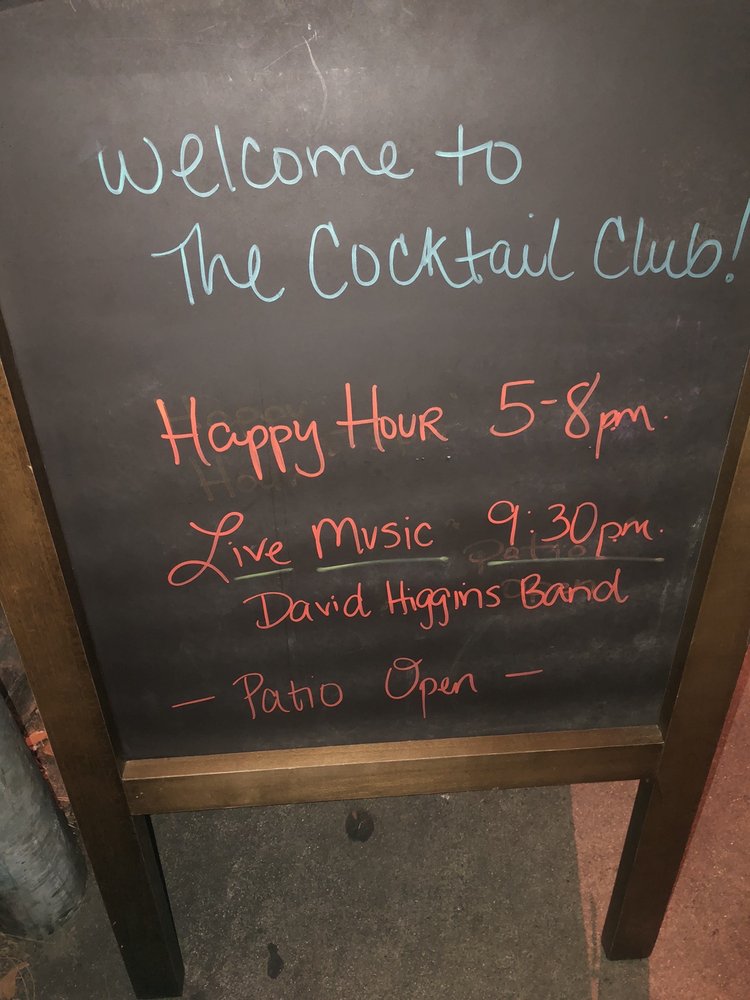 Welcome to
The Cocktail Club!
Happy Hour 5-8pm.
Live Music 9:30pm.
David Higgins Band
- Patio Open -